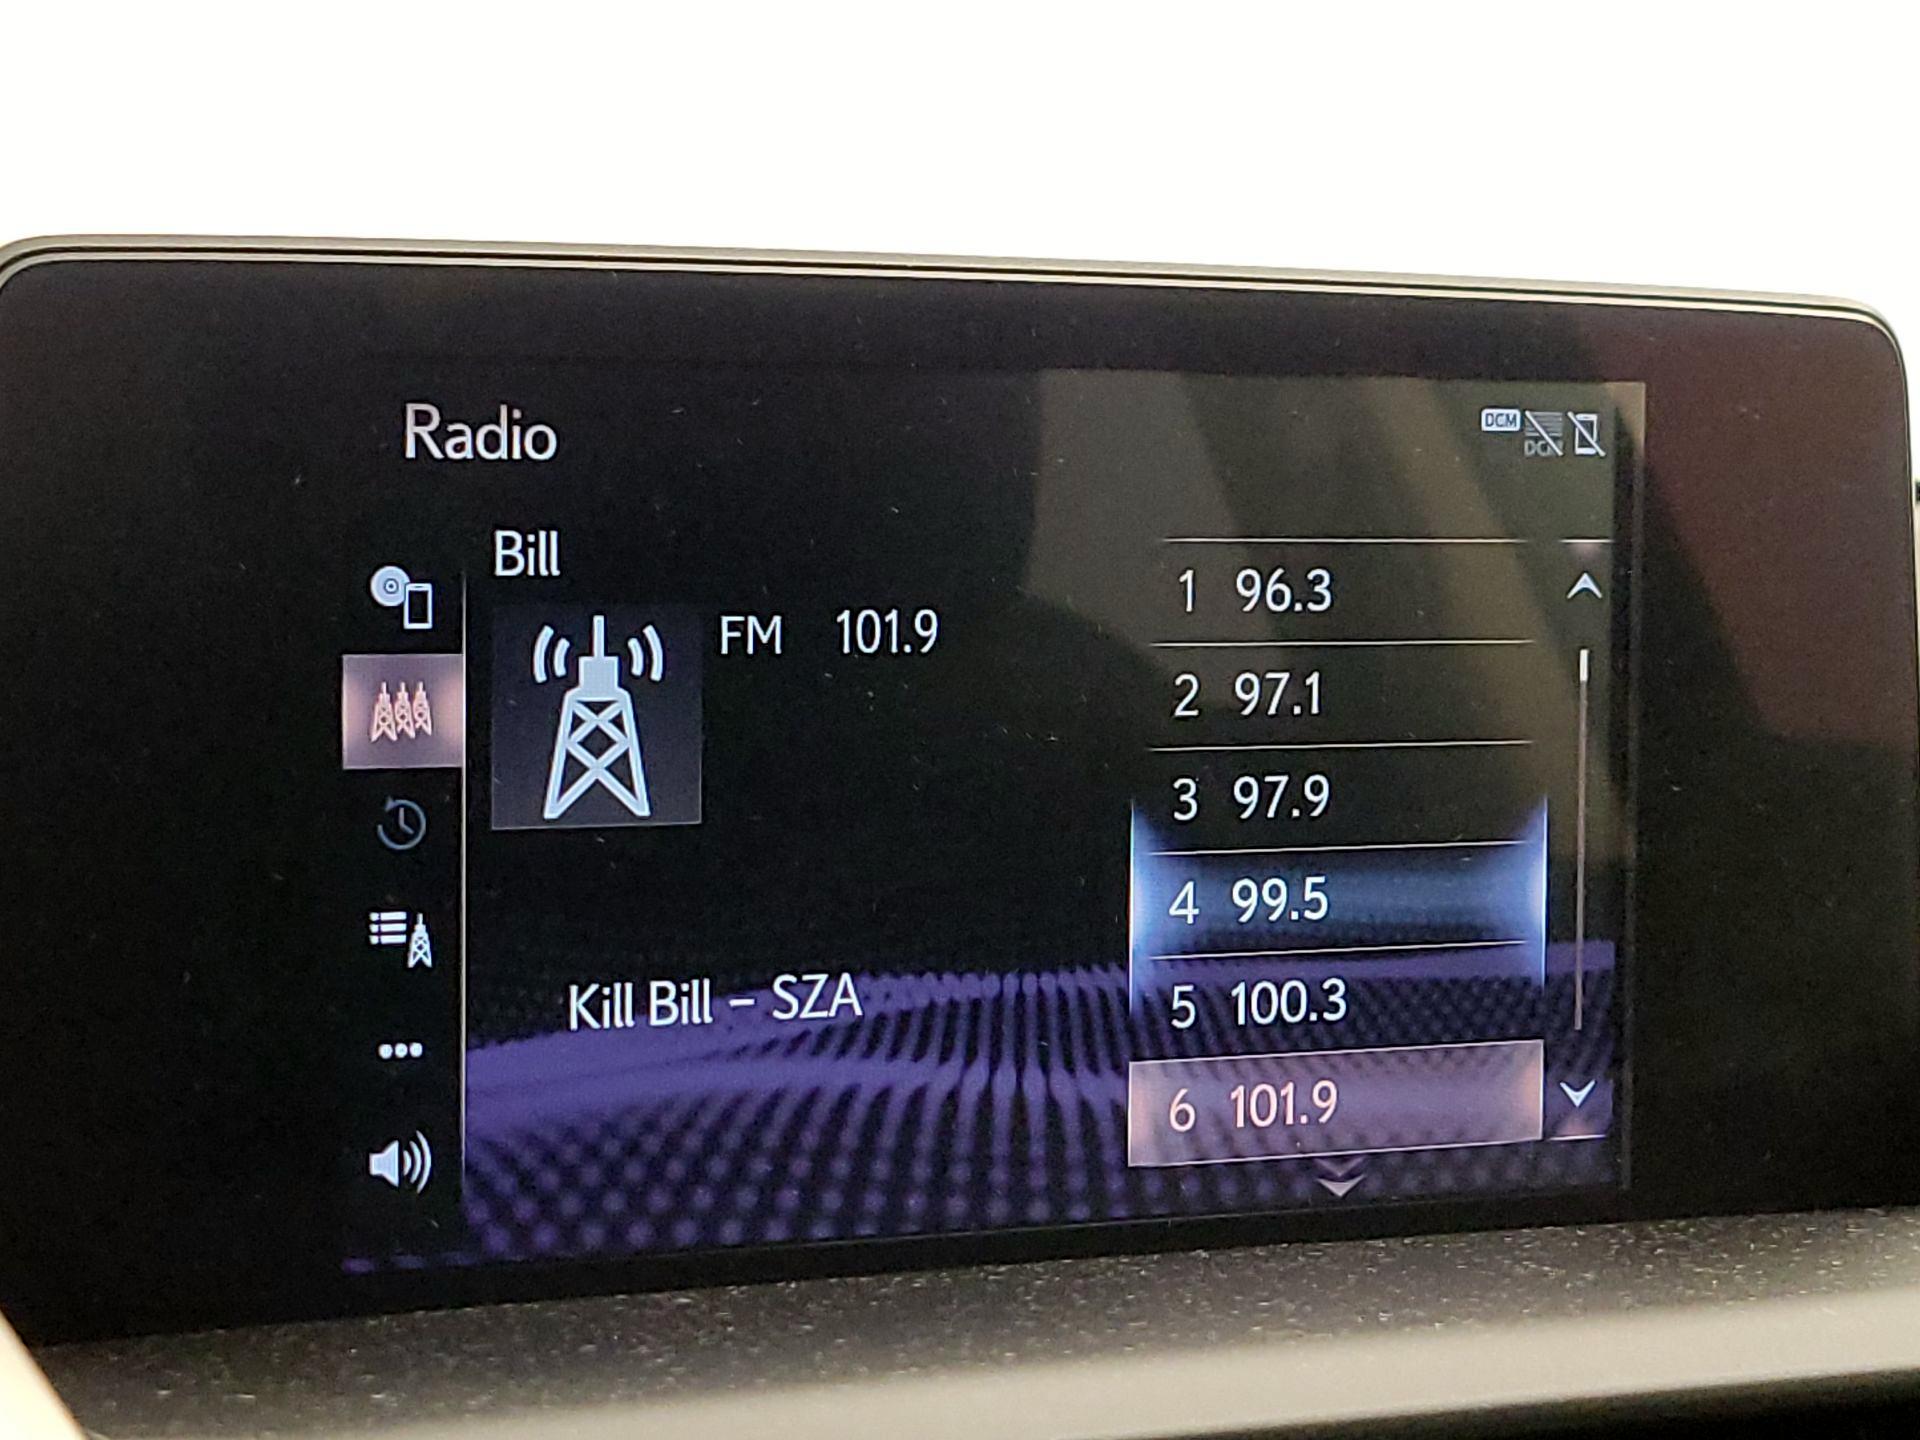 Radio
DCM
DCM
Bill
FM 101.9
Kill Bill – SZA
1 96.3
2 97.1
3 97.9
4 99.5
5 100.3
6 101.9